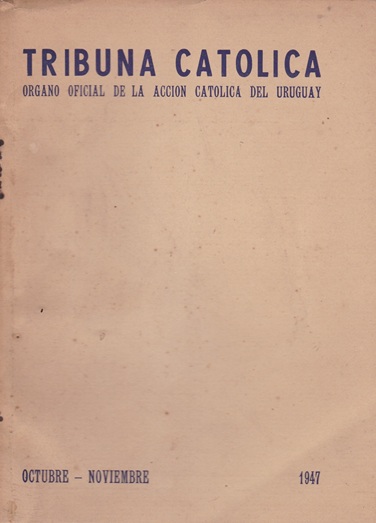 TRIBUNA CATOLICA
ORGANO OFICIAL DE LA ACCION CATOLICA DEL URUGUAY
OCTUBRE - NOVIEMBRE 1947